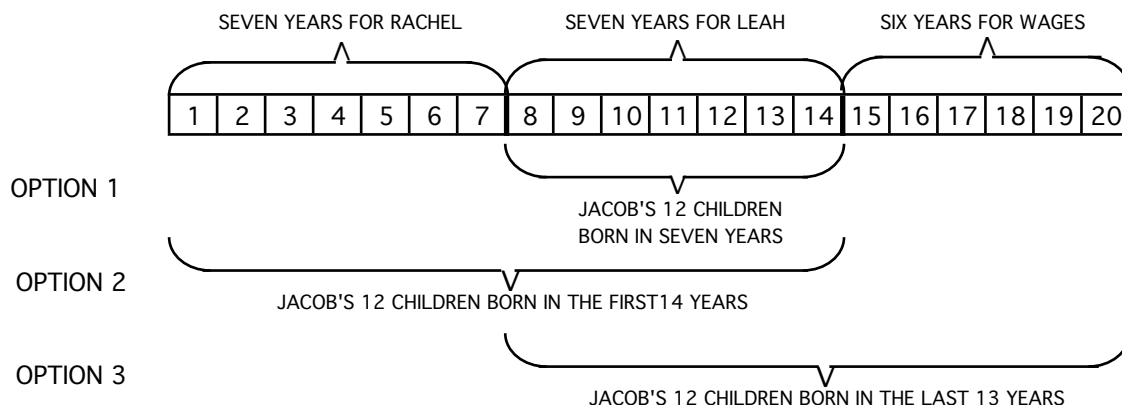 SEVEN YEARS FOR RACHEL SEVEN YEARS FOR LEAH SIX YEARS FOR WAGES
1 2 3 4 5 6 7 8 9 10 11 12 13 14 15 16 17 18 19 20
OPTION 1
JACOB'S 12 CHILDREN
BORN IN SEVEN YEARS
OPTION 2
JACOB'S 12 CHILDREN BORN IN THE FIRST14 YEARS
OPTION 3
JACOB'S 12 CHILDREN BORN IN THE LAST 13 YEARS